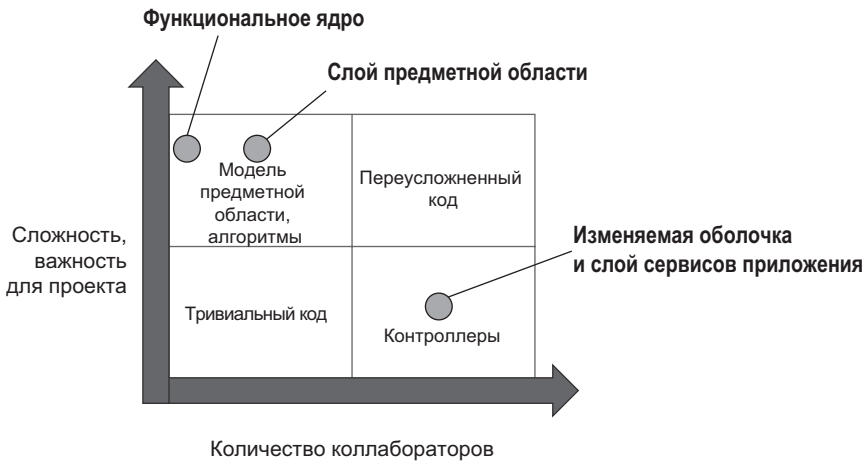 Функциональное ядро
Слой предметной области
Модель
предметной
области,
алгоритмы
Переусложненный
код
Сложность,
важность
для проекта
Изменяемая оболочка
и слой сервисов приложения
Тривиальный код
Контроллеры
Количество коллабораторов